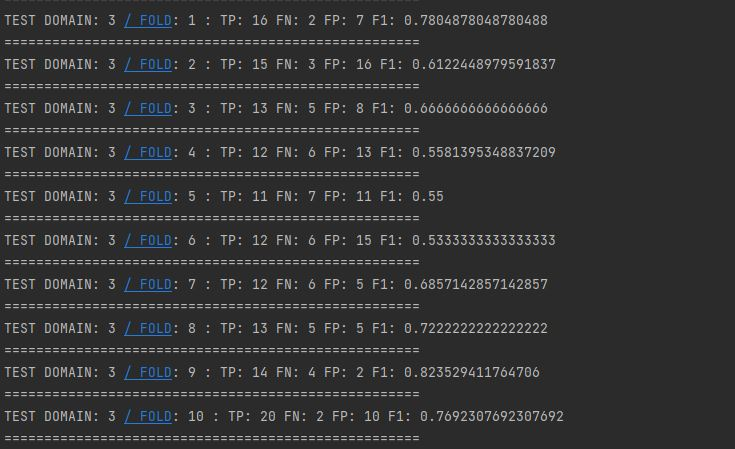 TEST DOMAIN: 3 / FOLD: 1 : TP: 16 FN: 2 FP: 7 F1: 0.7804878048780488
====================================================
TEST DOMAIN: 3 / FOLD: 2 : TP: 15 FN: 3 FP: 16 F1: 0.6122448979591837
====================================================
TEST DOMAIN: 3 / FOLD: 3 : TP: 13 FN: 5 FP: 8 F1: 0.6666666666666666
====================================================
TEST DOMAIN: 3 / FOLD: 4 : TP: 12 FN: 6 FP: 13 F1: 0.5581395348837209
====================================================
TEST DOMAIN: 3 / FOLD: 5 : TP: 11 FN: 7 FP: 11 F1: 0.55
====================================================
TEST DOMAIN: 3 / FOLD: 6 : TP: 12 FN: 6 FP: 15 F1: 0.5333333333333333
====================================================
TEST DOMAIN: 3 / FOLD: 7 : TP: 12 FN: 6 FP: 5 F1: 0.6857142857142857
====================================================
TEST DOMAIN: 3 / FOLD: 8 : TP: 13 FN: 5 FP: 5 F1: 0.7222222222222222
====================================================
TEST DOMAIN: 3 / FOLD: 9 : TP: 14 FN: 4 FP: 2 F1: 0.823529411764706
====================================================
TEST DOMAIN: 3 / FOLD: 10 : TP: 20 FN: 2 FP: 10 F1: 0.7692307692307692
====================================================